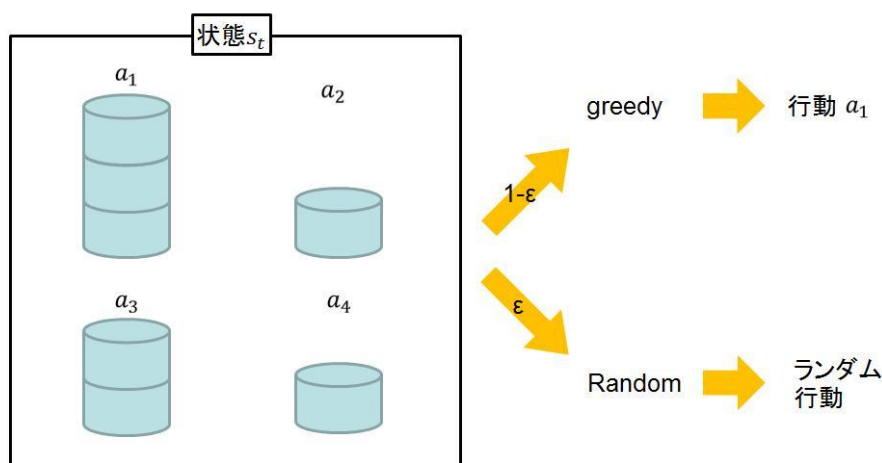 状態s_t
a_1
a_2
a_3
a_4
1-ε
ε
greedy
行動 a_1
Random
ランダム
行動